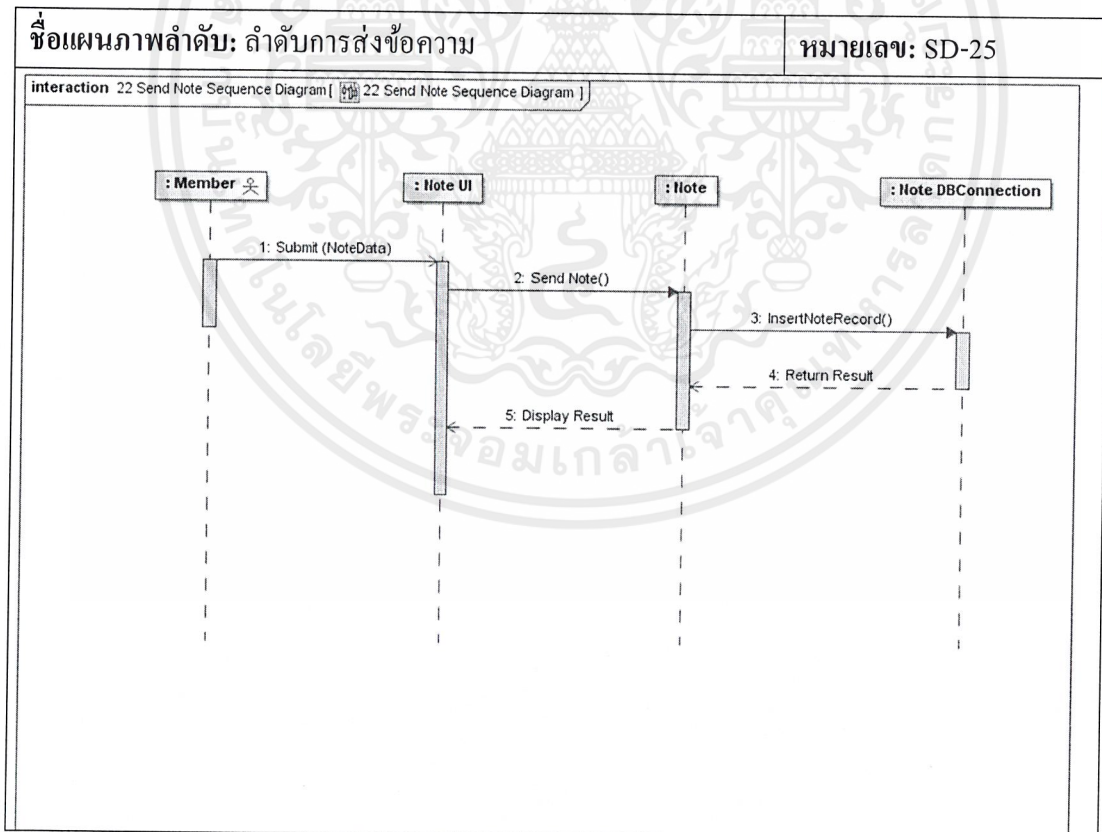 ชื่อแผนภาพลำดับ: ลำดับการส่งข้อความ
หมายเลข: SD-25
interaction 22 Send Note Sequence Diagram [ 22 Send Note Sequence Diagram ]
: Member
: Note UI
: Note
: Note DBConnection
1: Submit (NoteData)
2: Send Note()
3: InsertNoteRecord()
4: Return Result
5: Display Result